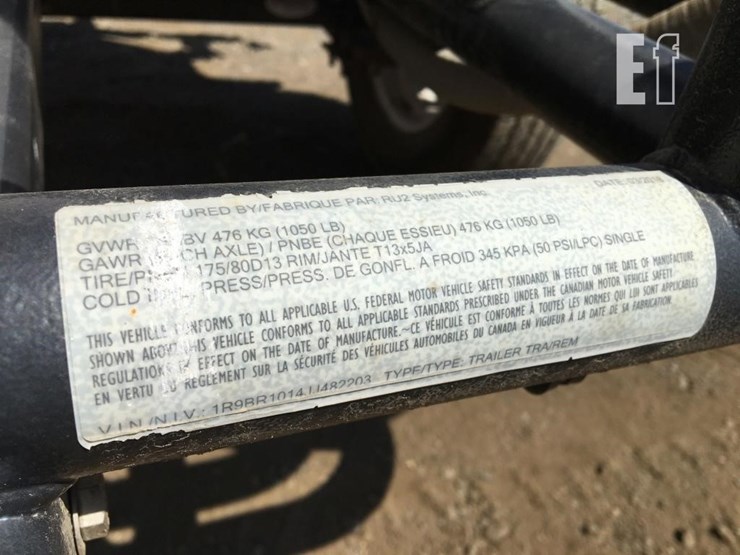 Ef
MANUFACTURED BY/FABRIQUE PAR: RU2 Systems, Inc. DATE:
GVWR BV 476 KG (1050 LB)
GAWR CH AXLE) / PNBE (CHAQUE ESSIEU) 476 KG (1050 LB)
TIRE/P 175/80D13 RIM/JANTE T13x5JA
COLD PRESS/PRESS. DE GONFL. A FROID 345 KPA (50 PSI/LPC) SINGLE
THIS VEHICLE CONFORMS TO ALL APPLICABLE U.S. FEDERAL MOTOR VEHICLE SAFETY STANDARDS IN EFFECT ON THE DATE OF MANUFACTURE
SHOWN ABOVE THIS VEHICLE CONFORMS TO ALL APPLICABLE STANDARDS PRESCRIBED UNDER THE CANADIAN MOTOR VEHICLE SAFETY
REGULATIONS IN EFFECT ON THE DATE OF MANUFACTURE.~CE VÉHICULE EST CONFORME À TOUTES LES NORMES QUI LUI SONT APPLICABLES
EN VERTU DU RÈGLEMENT SUR LA SÉCURITÉ DES VÉHICULES AUTOMOBILES DU CANADA EN VIGUEUR À LA DATE DE SA FABRICATION
V.I.N./N.I.V.: TYPE/TYPE: TRAILER TRA/REM